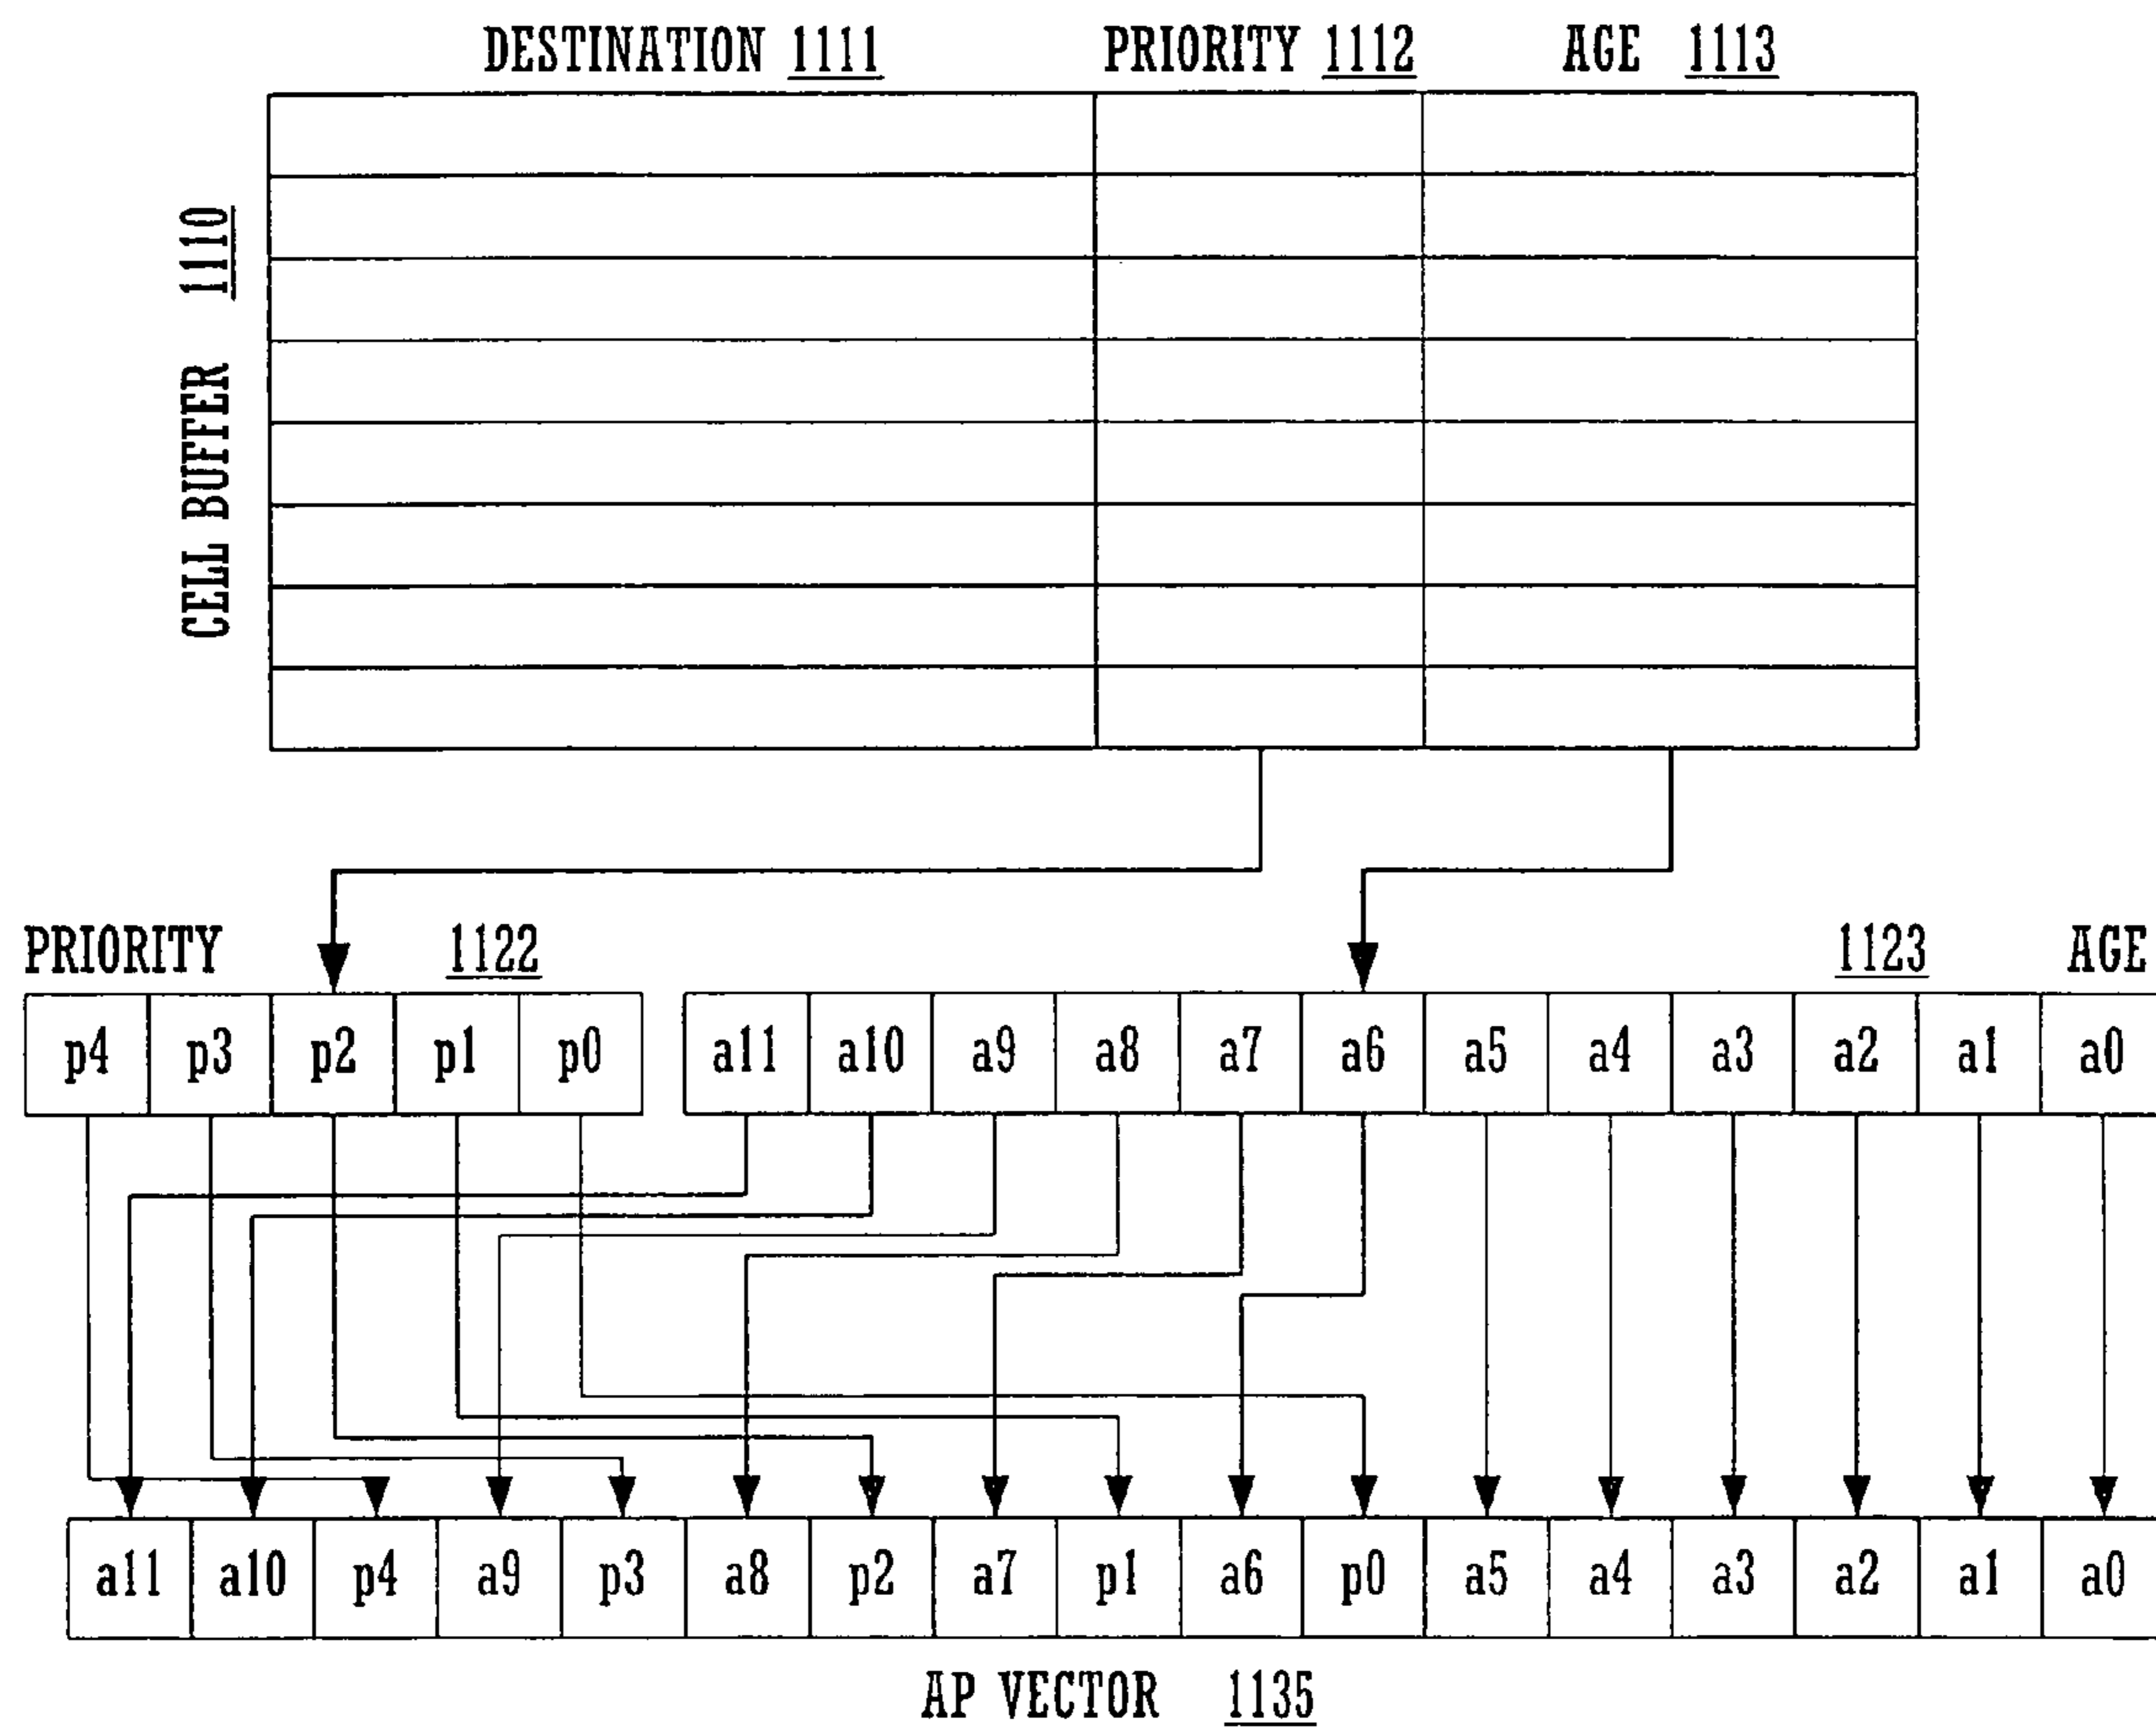 DESTINATION 1111 PRIORITY 1112 AGE 1113
CELL BUFFER 1110
PRIORITY 1122 1123 AGE
p4 p3 p2 p1 p0 a11 a10 a9 a8 a7 a6 a5 a4 a3 a2 a1 a0
a11 a10 p4 a9 p3 a8 p2 a7 p1 a6 p0 a5 a4 a3 a2 a1 a0
AP VECTOR 1135